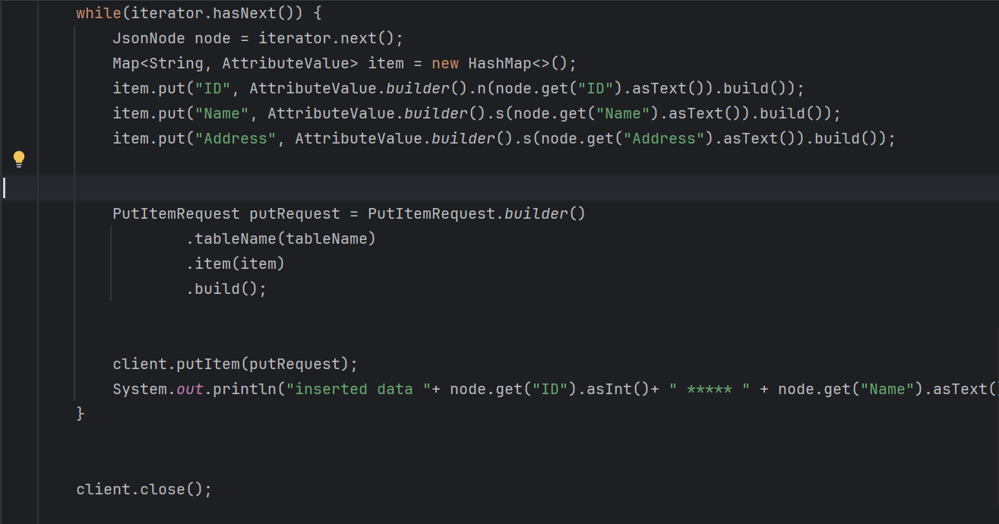 while(iterator.hasNext()) {
JsonNode node = iterator.next();
Map<String, AttributeValue> item = new HashMap<>();
item.put("ID", AttributeValue.builder().n(node.get("ID").asText()).build());
item.put("Name", AttributeValue.builder().s(node.get("Name").asText()).build());
item.put("Address", AttributeValue.builder().s(node.get("Address").asText()).build());
PutItemRequest putRequest = PutItemRequest.builder()
.tableName(tableName)
.item(item)
.build();
client.putItem(putRequest);
System.out.println("inserted data "+ node.get("ID").asInt()+ " ***** " + node.get("Name").asText()
}
client.close();